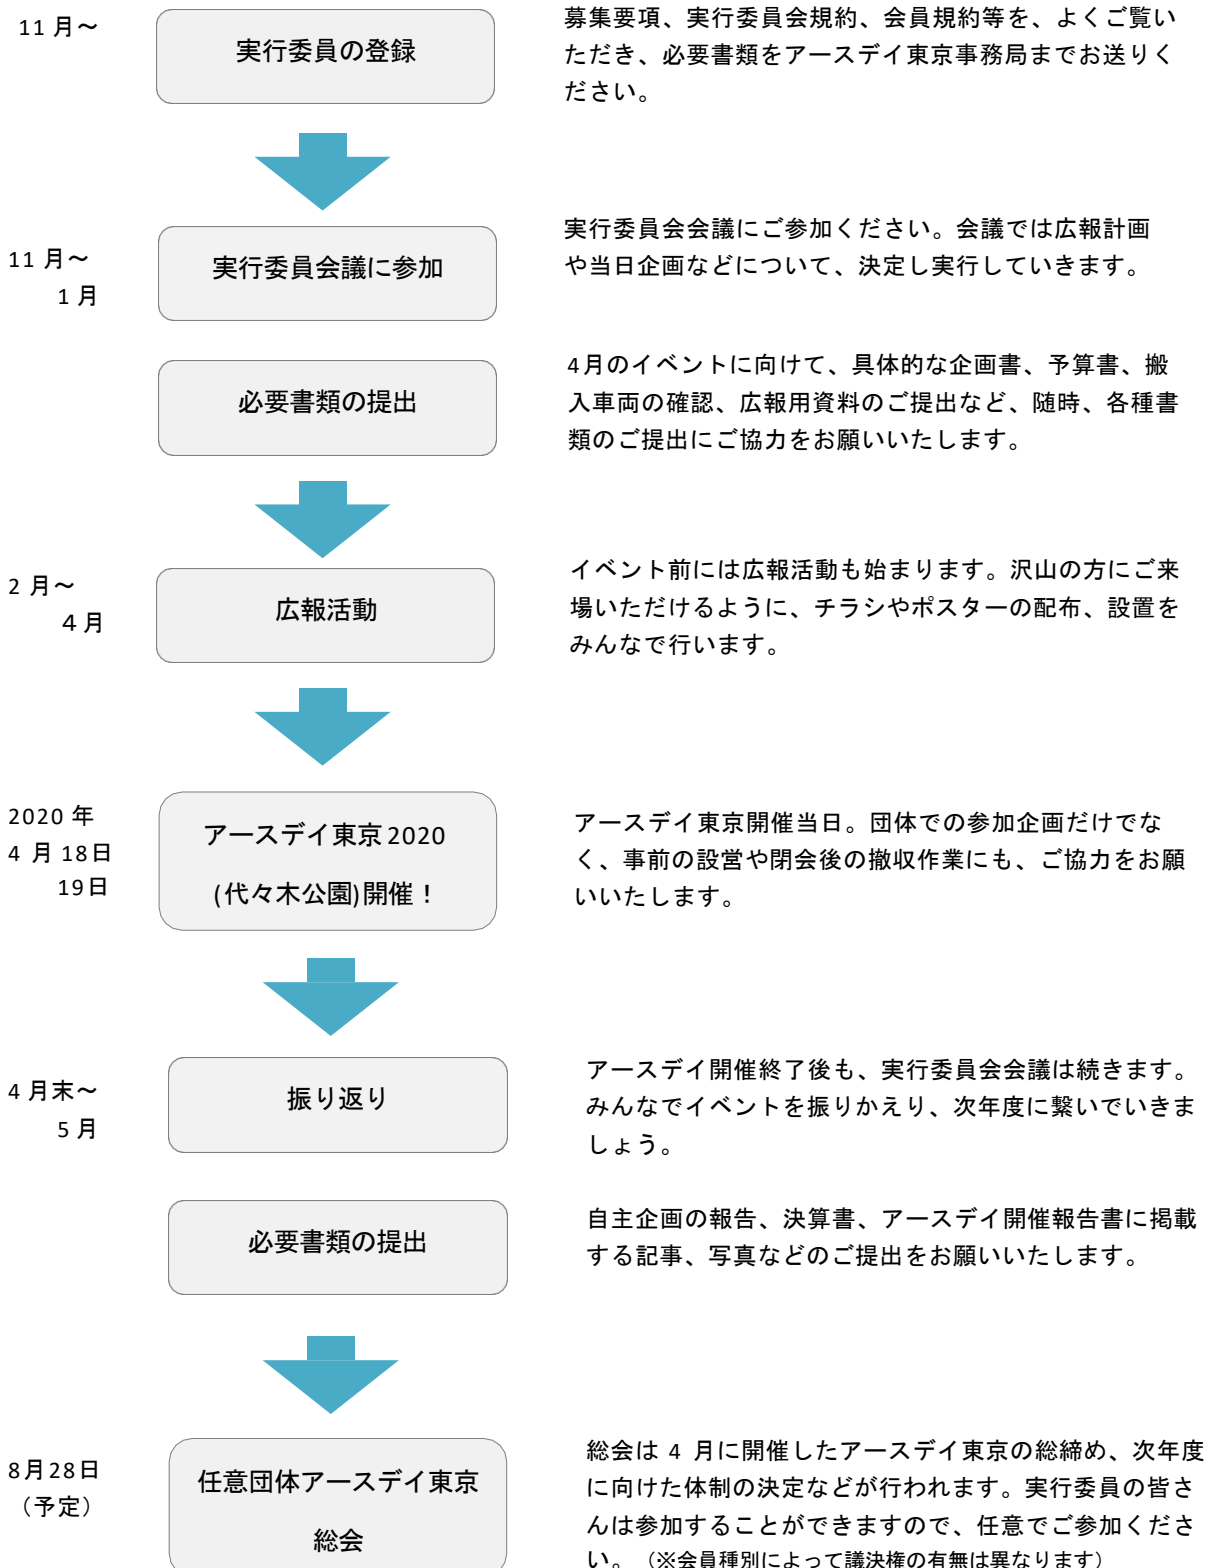 11月～
実行委員の登録
募集要項、実行委員会規約、会員規約等を、よくご覧い
ただき、必要書類をアースデイ東京事務局までお送りく
ださい。
11月～
1月
実行委員会議に参加
実行委員会会議にご参加ください。会議では広報計画
や当日企画などについて、決定し実行していきます。
必要書類の提出
4月のイベントに向けて、具体的な企画書、予算書、搬
入車両の確認、広報用資料のご提出など、随時、各種書
類のご提出にご協力をお願いいたします。
2月～
4月
広報活動
イベント前には広報活動も始まります。沢山の方にご来
場いただけるように、チラシやポスターの配布、設置を
みんなで行います。
2020年
4月18日
19日
アースデイ東京2020
(代々木公園)開催！
アースデイ東京開催当日。団体での参加企画だけでな
く、事前の設営や閉会後の撤収作業にも、ご協力をお願
いいたします。
4月末～
5月
振り返り
アースデイ開催終了後も、実行委員会会議は続きます。
みんなでイベントを振りかえり、次年度に繋いでいきま
しょう。
必要書類の提出
自主企画の報告、決算書、アースデイ開催報告書に掲載
する記事、写真などのご提出をお願いいたします。
8月28日
（予定）
任意団体アースデイ東京
総会
総会は4月に開催したアースデイ東京の総締め、次年度
に向けた体制の決定などが行われます。実行委員の皆さ
んは参加することができますので、任意でご参加くださ
い。（※会員種別によって議決権の有無は異なります）